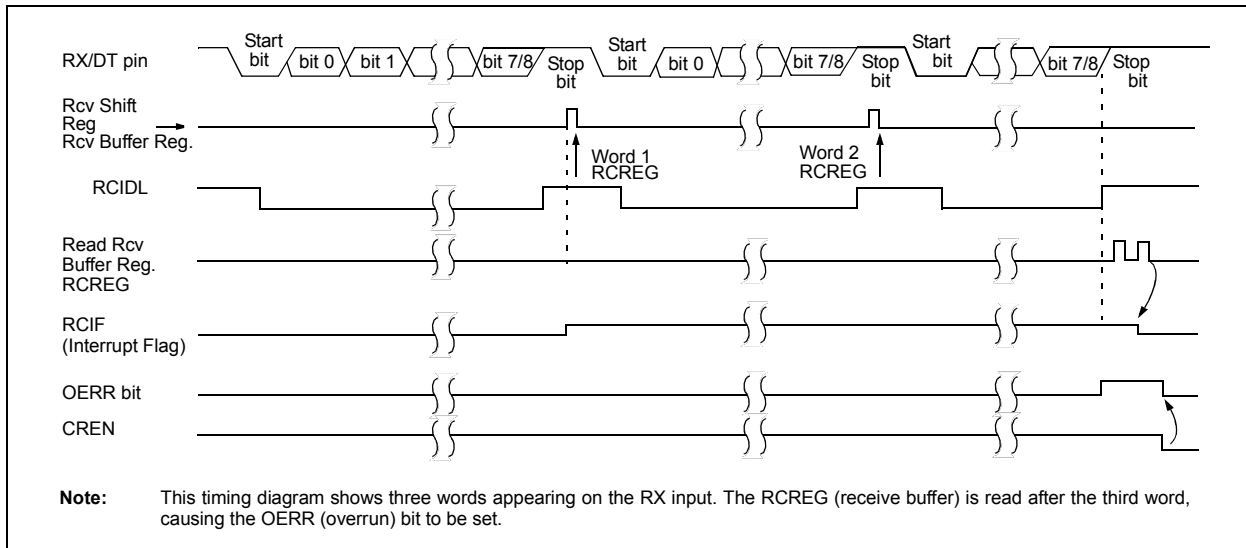 RX/DT pin
Start
bit
bit 0
bit 1
bit 7/8
Stop
bit
Start
bit
bit 0
bit 7/8
Stop
bit
Start
bit
bit 7/8
Stop
bit
Rcv Shift
Reg
Rcv Buffer Reg.
Word 1
RCREG
Word 2
RCREG
RCIDL
Read Rcv
Buffer Reg.
RCREG
RCIF
(Interrupt Flag)
OERR bit
CREN
Note: This timing diagram shows three words appearing on the RX input. The RCREG (receive buffer) is read after the third word,
causing the OERR (overrun) bit to be set.